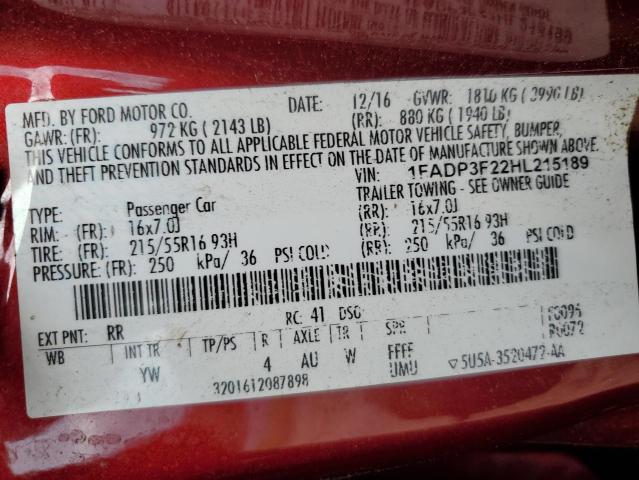 MFD. BY FORD MOTOR CO. DATE: 12/16 GVWR: 1810 KG ( 3990 LB)
GAWR: (FR): 972 KG ( 2143 LB) (RR): 880 KG ( 1940 LB)
THIS VEHICLE CONFORMS TO ALL APPLICABLE FEDERAL MOTOR VEHICLE SAFETY, BUMPER,
AND THEFT PREVENTION STANDARDS IN EFFECT ON THE DATE OF MANUFACTURE SHOWN ABOVE.
VIN: 1FADP3F22HL215189
TYPE: Passenger Car TRAILER TOWING - SEE OWNER GUIDE
RIM: (FR): 16x7.0J (RR): 16x7.0J
TIRE: (FR): 215/55R16 93H (RR): 215/55R16 93H
PRESSURE: (FR): 250 kPa/ 36 PSI COLD (RR): 250 kPa/ 36 PSI COLD
EXT PNT: RR RC: 41 DSO:
WB INT TR TP/PS R AXLE TR SPR R0072
YW 4 AU W FFFF
UMU 5U5A-3520472-AA
3201612087898